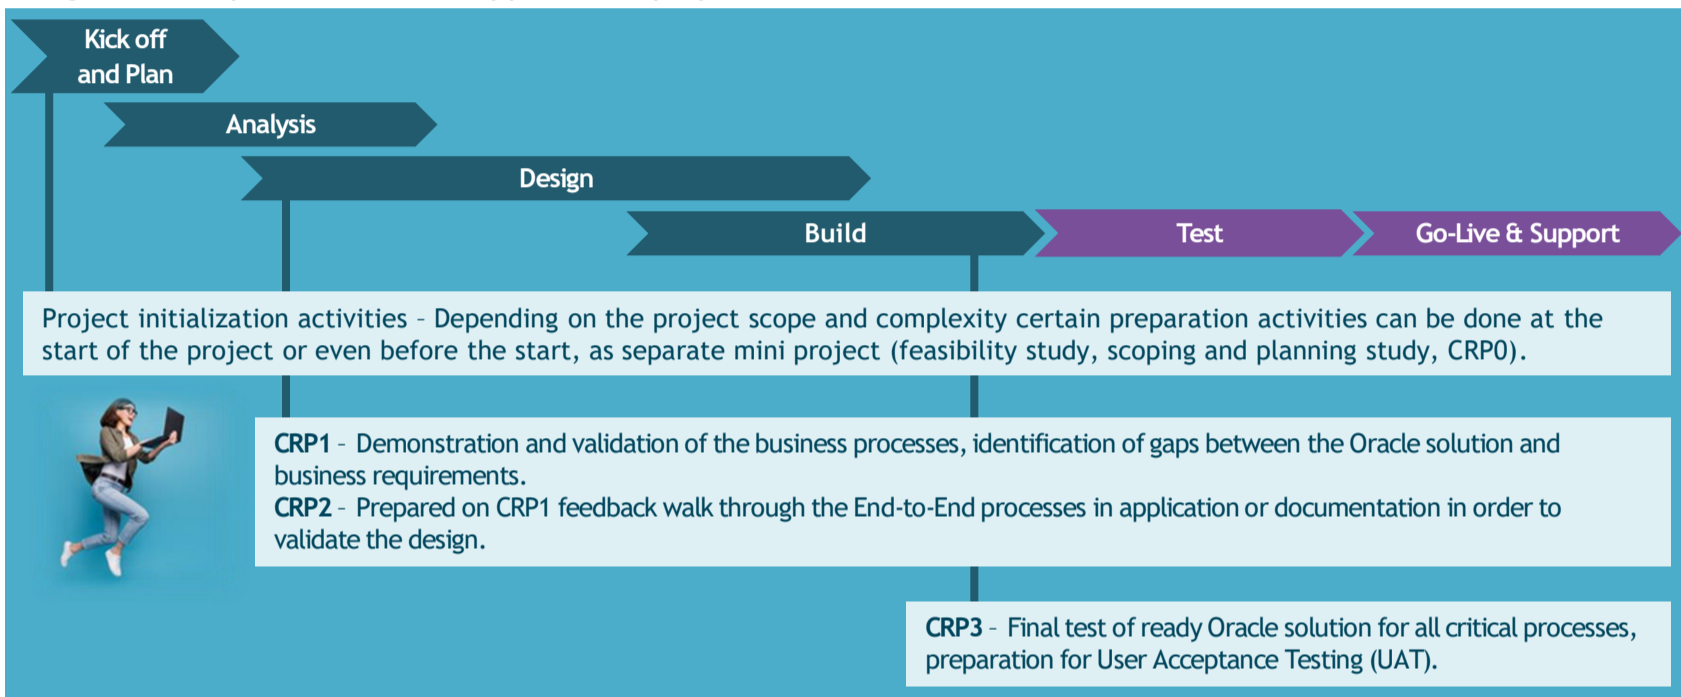 Kick off
and Plan
Analysis
Design
Build
Test
Go-Live & Support
Project initialization activities – Depending on the project scope and complexity certain preparation activities can be done at the
start of the project or even before the start, as separate mini project (feasibility study, scoping and planning study, CRP0).
CRP1 – Demonstration and validation of the business processes, identification of gaps between the Oracle solution and
business requirements.
CRP2 – Prepared on CRP1 feedback walk through the End-to-End processes in application or documentation in order to
validate the design.
CRP3 – Final test of ready Oracle solution for all critical processes,
preparation for User Acceptance Testing (UAT).